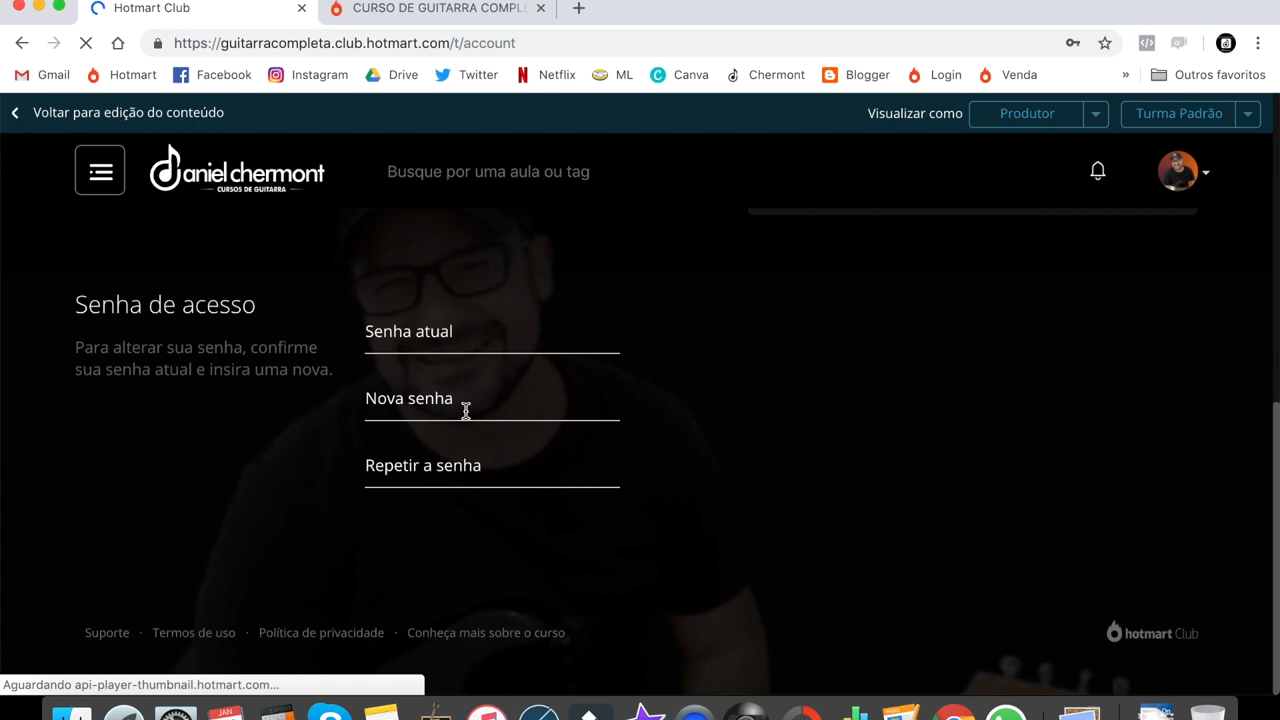 Hotmart Club
CURSO DE GUITARRA COMPL
https://guitarracompleta.club.hotmart.com/t/account
Gmail Hotmart Facebook Instagram Drive Twitter Netflix ML Canva Chermont Blogger Login Venda » Outros favoritos
Voltar para edição do conteúdo
Visualizar como Produtor Turma Padrão
Daniel chermont
CURSOS DE GUITARRA
Busque por uma aula ou tag
Senha de acesso
Para alterar sua senha, confirme
sua senha atual e insira uma nova.
Senha atual
Nova senha
Repetir a senha
Suporte · Termos de uso · Política de privacidade · Conheça mais sobre o curso
hotmart Club
Aguardando api-player-thumbnail.hotmart.com...
JAN